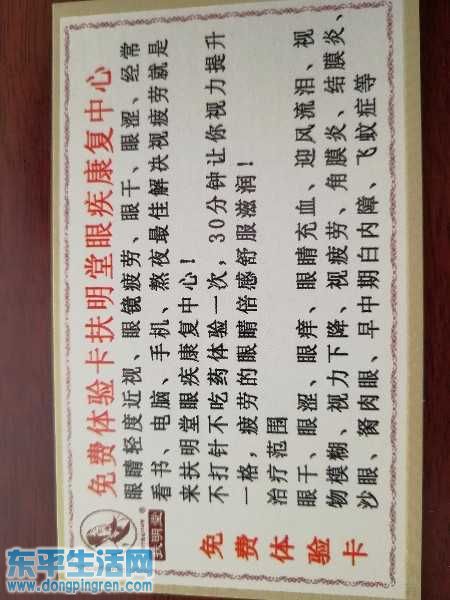 免费体验卡扶明堂眼疾康复中心
眼睛轻度近视、眼镜疲劳、眼干、眼涩、经常
看书、电脑、手机、熬夜最佳解决视疲劳就是
来扶明堂眼疾康复中心！
不打针不吃药体验一次，30分钟让你视力提升
一格，疲劳的眼睛倍感舒服滋润！
治疗范围
眼干、眼涩、眼痒、眼睛充血、迎风流泪、视
物模糊、视力下降、视疲劳、角膜炎、结膜炎、
沙眼、胬肉眼、早中期白内障、飞蚊症等
®
免费体验卡
东平生活网
www.dongpingren.com